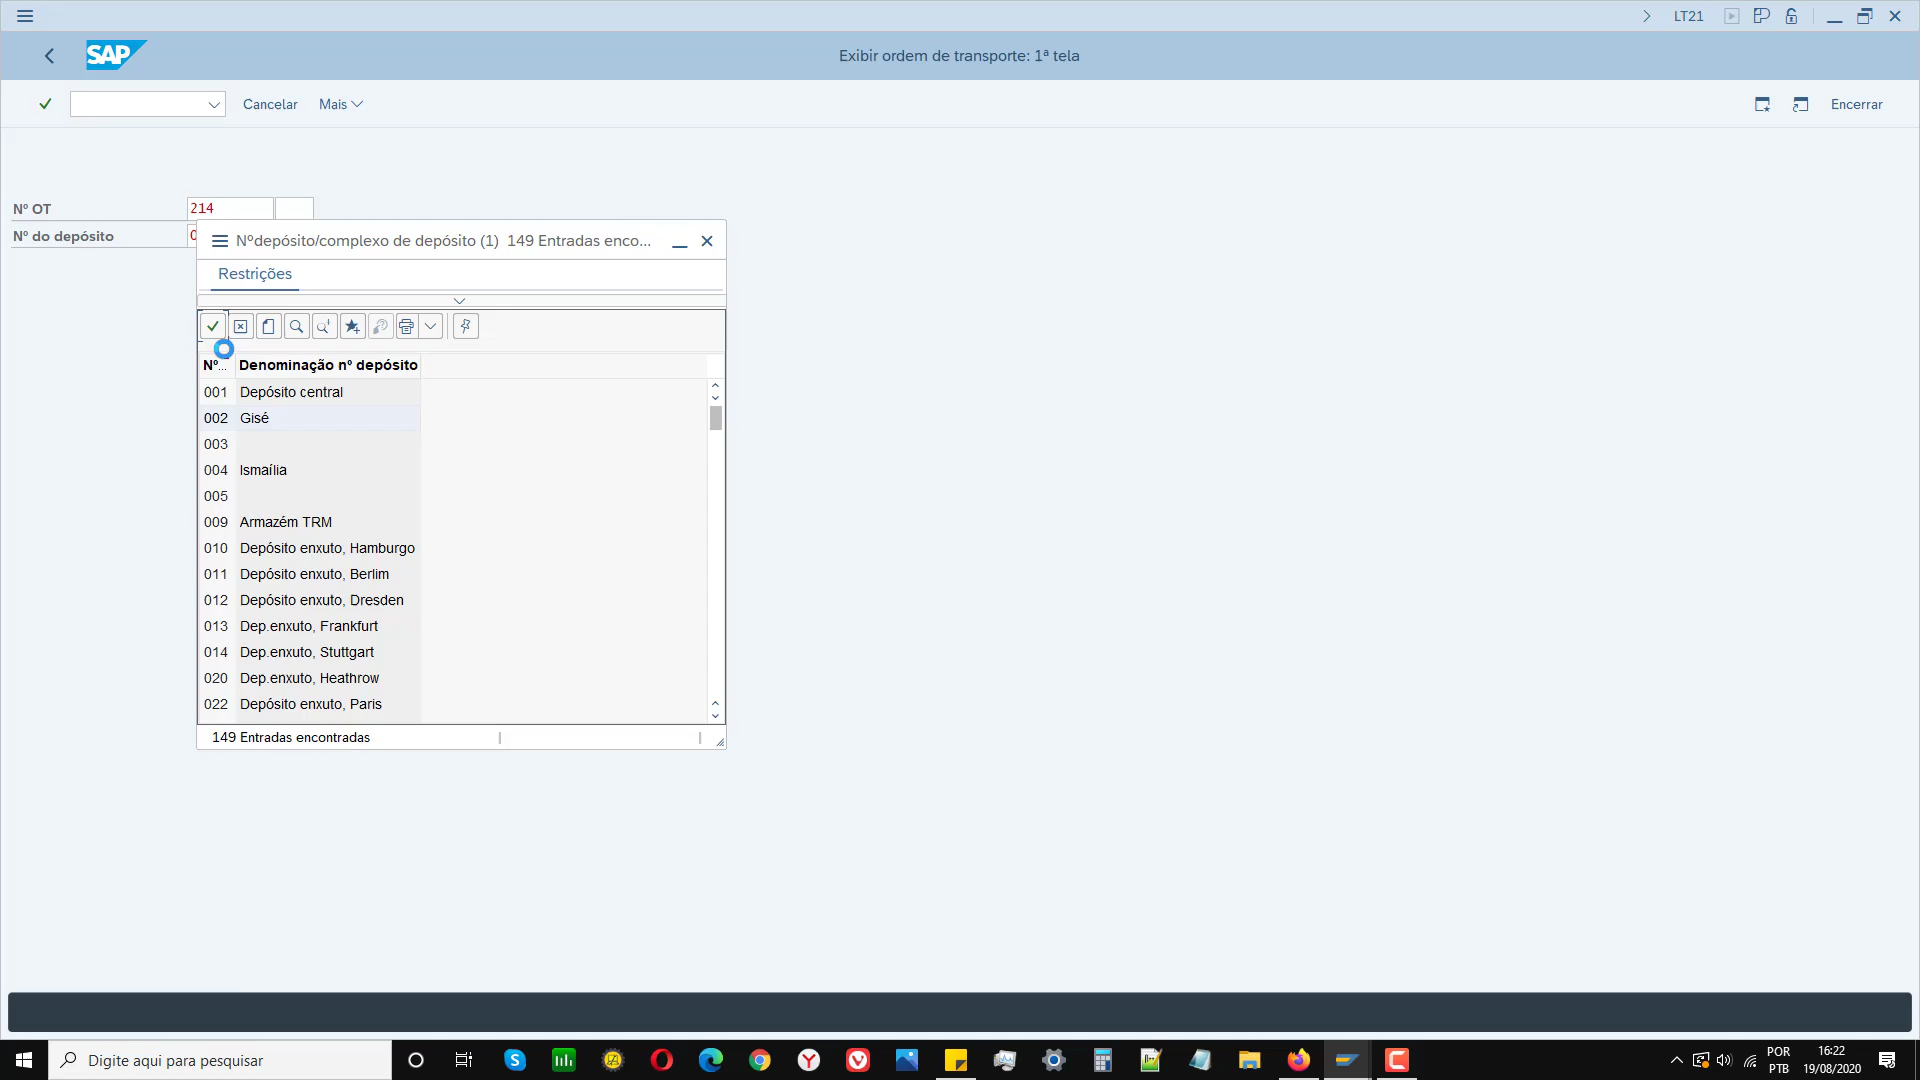 LT21
SAP
Exibir ordem de transporte: 1ª tela
Cancelar
Mais
Encerrar
Nº OT
214
Nº do depósito
0
Nºdepósito/complexo de depósito (1) 149 Entradas enco...
Restrições
Nº... Denominação nº depósito
001 Depósito central
002 Gisé
003
004 Ismaília
005
009 Armazém TRM
010 Depósito enxuto, Hamburgo
011 Depósito enxuto, Berlim
012 Depósito enxuto, Dresden
013 Dep.enxuto, Frankfurt
014 Dep.enxuto, Stuttgart
020 Dep.enxuto, Heathrow
022 Depósito enxuto, Paris
149 Entradas encontradas
Digite aqui para pesquisar
POR
PTB
16:22
19/08/2020